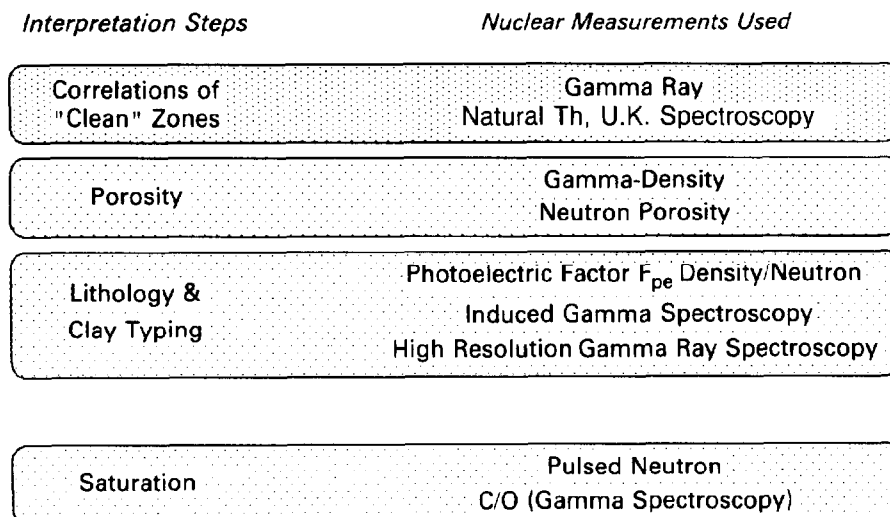 Interpretation Steps Nuclear Measurements Used
Correlations of
"Clean" Zones
Gamma Ray
Natural Th, U.K. Spectroscopy
Porosity
Gamma-Density
Neutron Porosity
Lithology &
Clay Typing
Photoelectric Factor Fpe Density/Neutron
Induced Gamma Spectroscopy
High Resolution Gamma Ray Spectroscopy
Saturation
Pulsed Neutron
C/O (Gamma Spectroscopy)